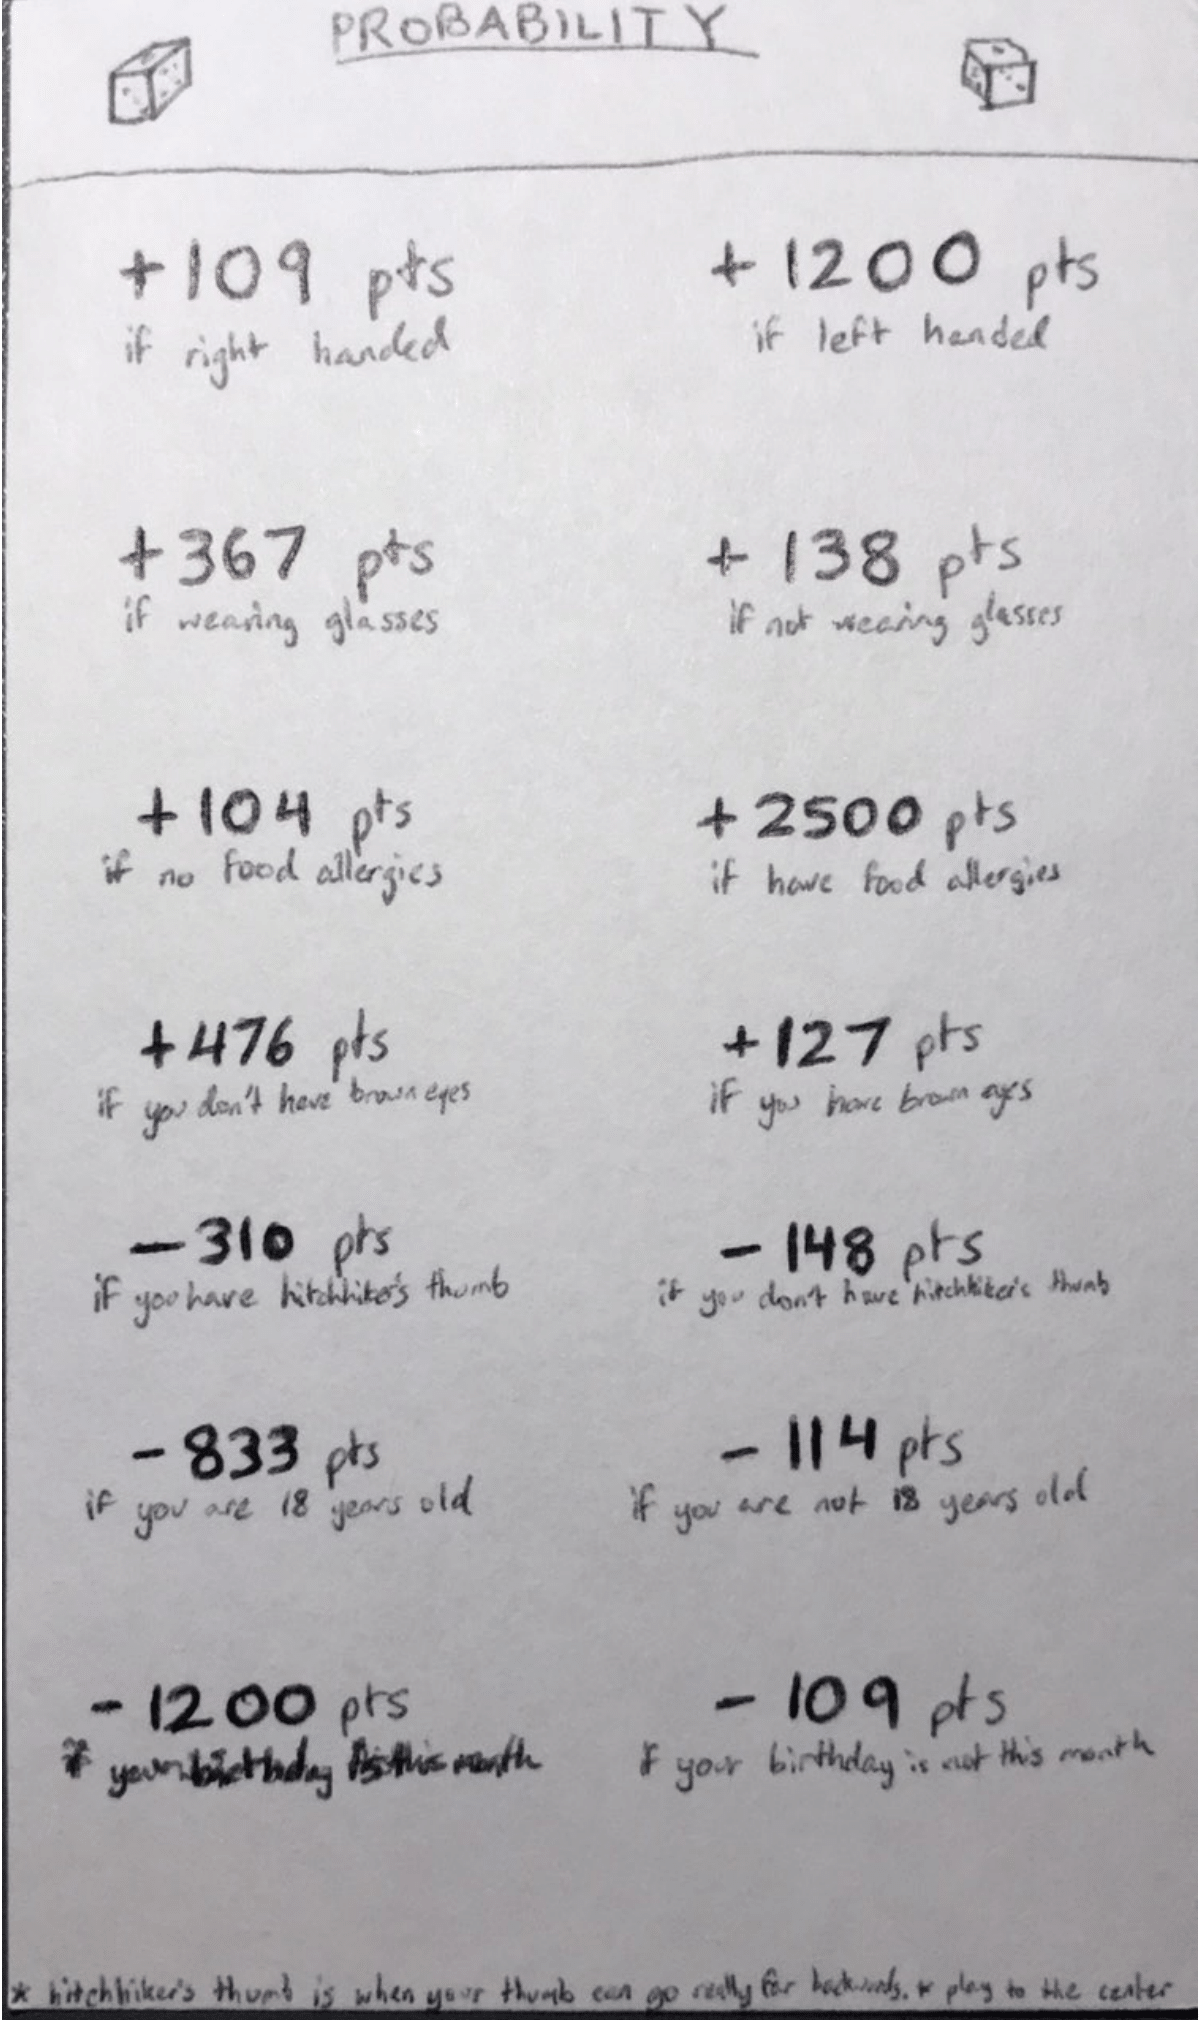 PROBABILITY
+109 pts
if right handed
+1200 pts
if left handed
+367 pts
if wearing glasses
+138 pts
if not wearing glasses
+104 pts
if no food allergies
+2500 pts
if have food allergies
+476 pts
if you don't have brown eyes
+127 pts
if you have brown eyes
-310 pts
if you have hitchhiker's thumb
-148 pts
if you don't have hitchhiker's thumb
-833 pts
if you are 18 years old
-114 pts
if you are not 18 years old
-1200 pts
if your birthday is this month
-109 pts
if your birthday is not this month
* hitchhiker's thumb is when your thumb can go really far backwards. * play to the center